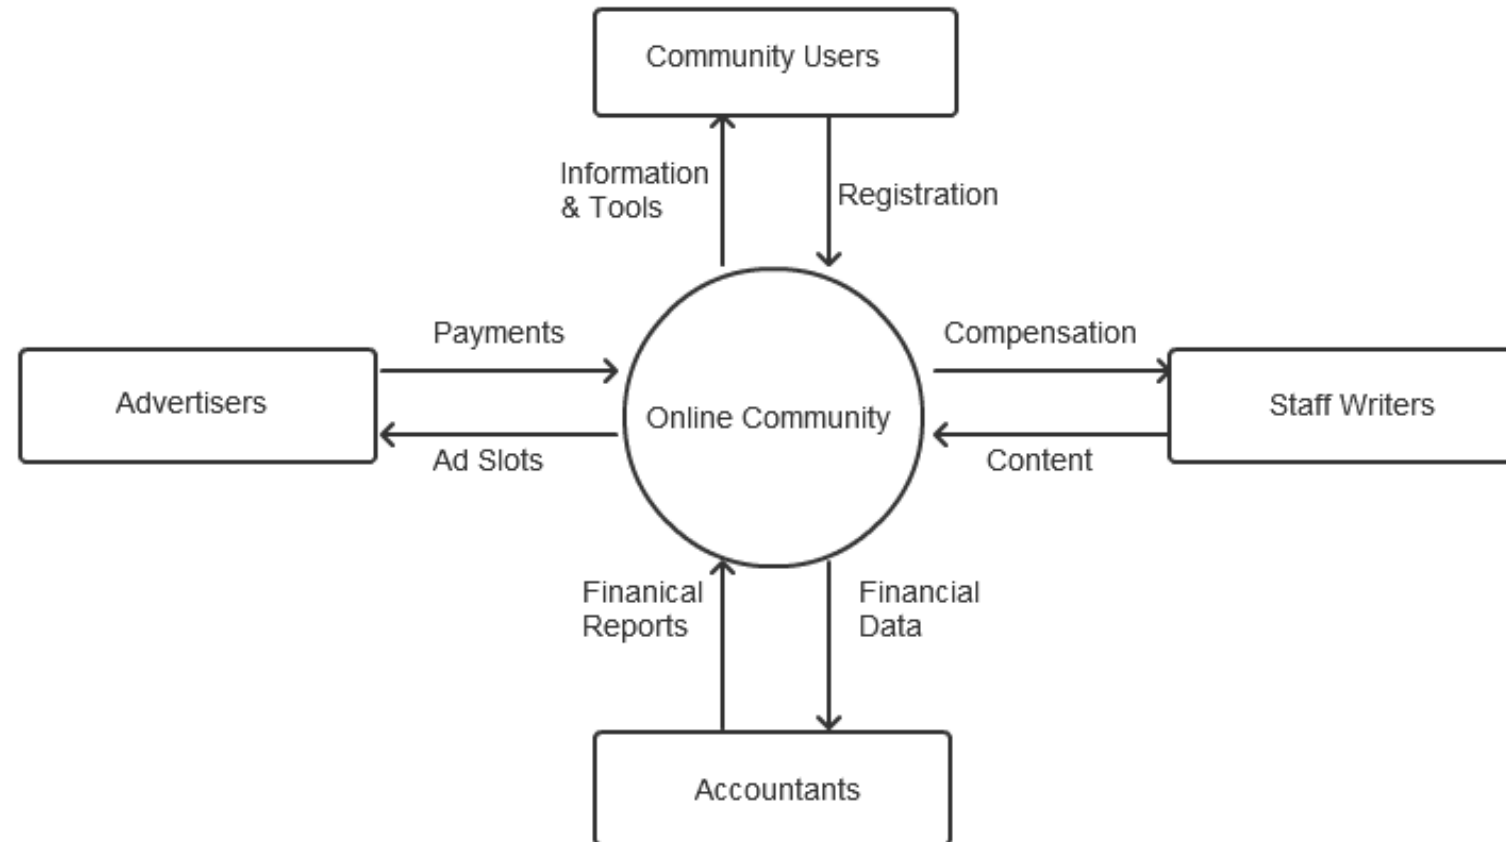 Community Users
Information
& Tools
Registration
Payments
Compensation
Advertisers
Online Community
Staff Writers
Ad Slots
Content
Finanical
Reports
Financial
Data
Accountants